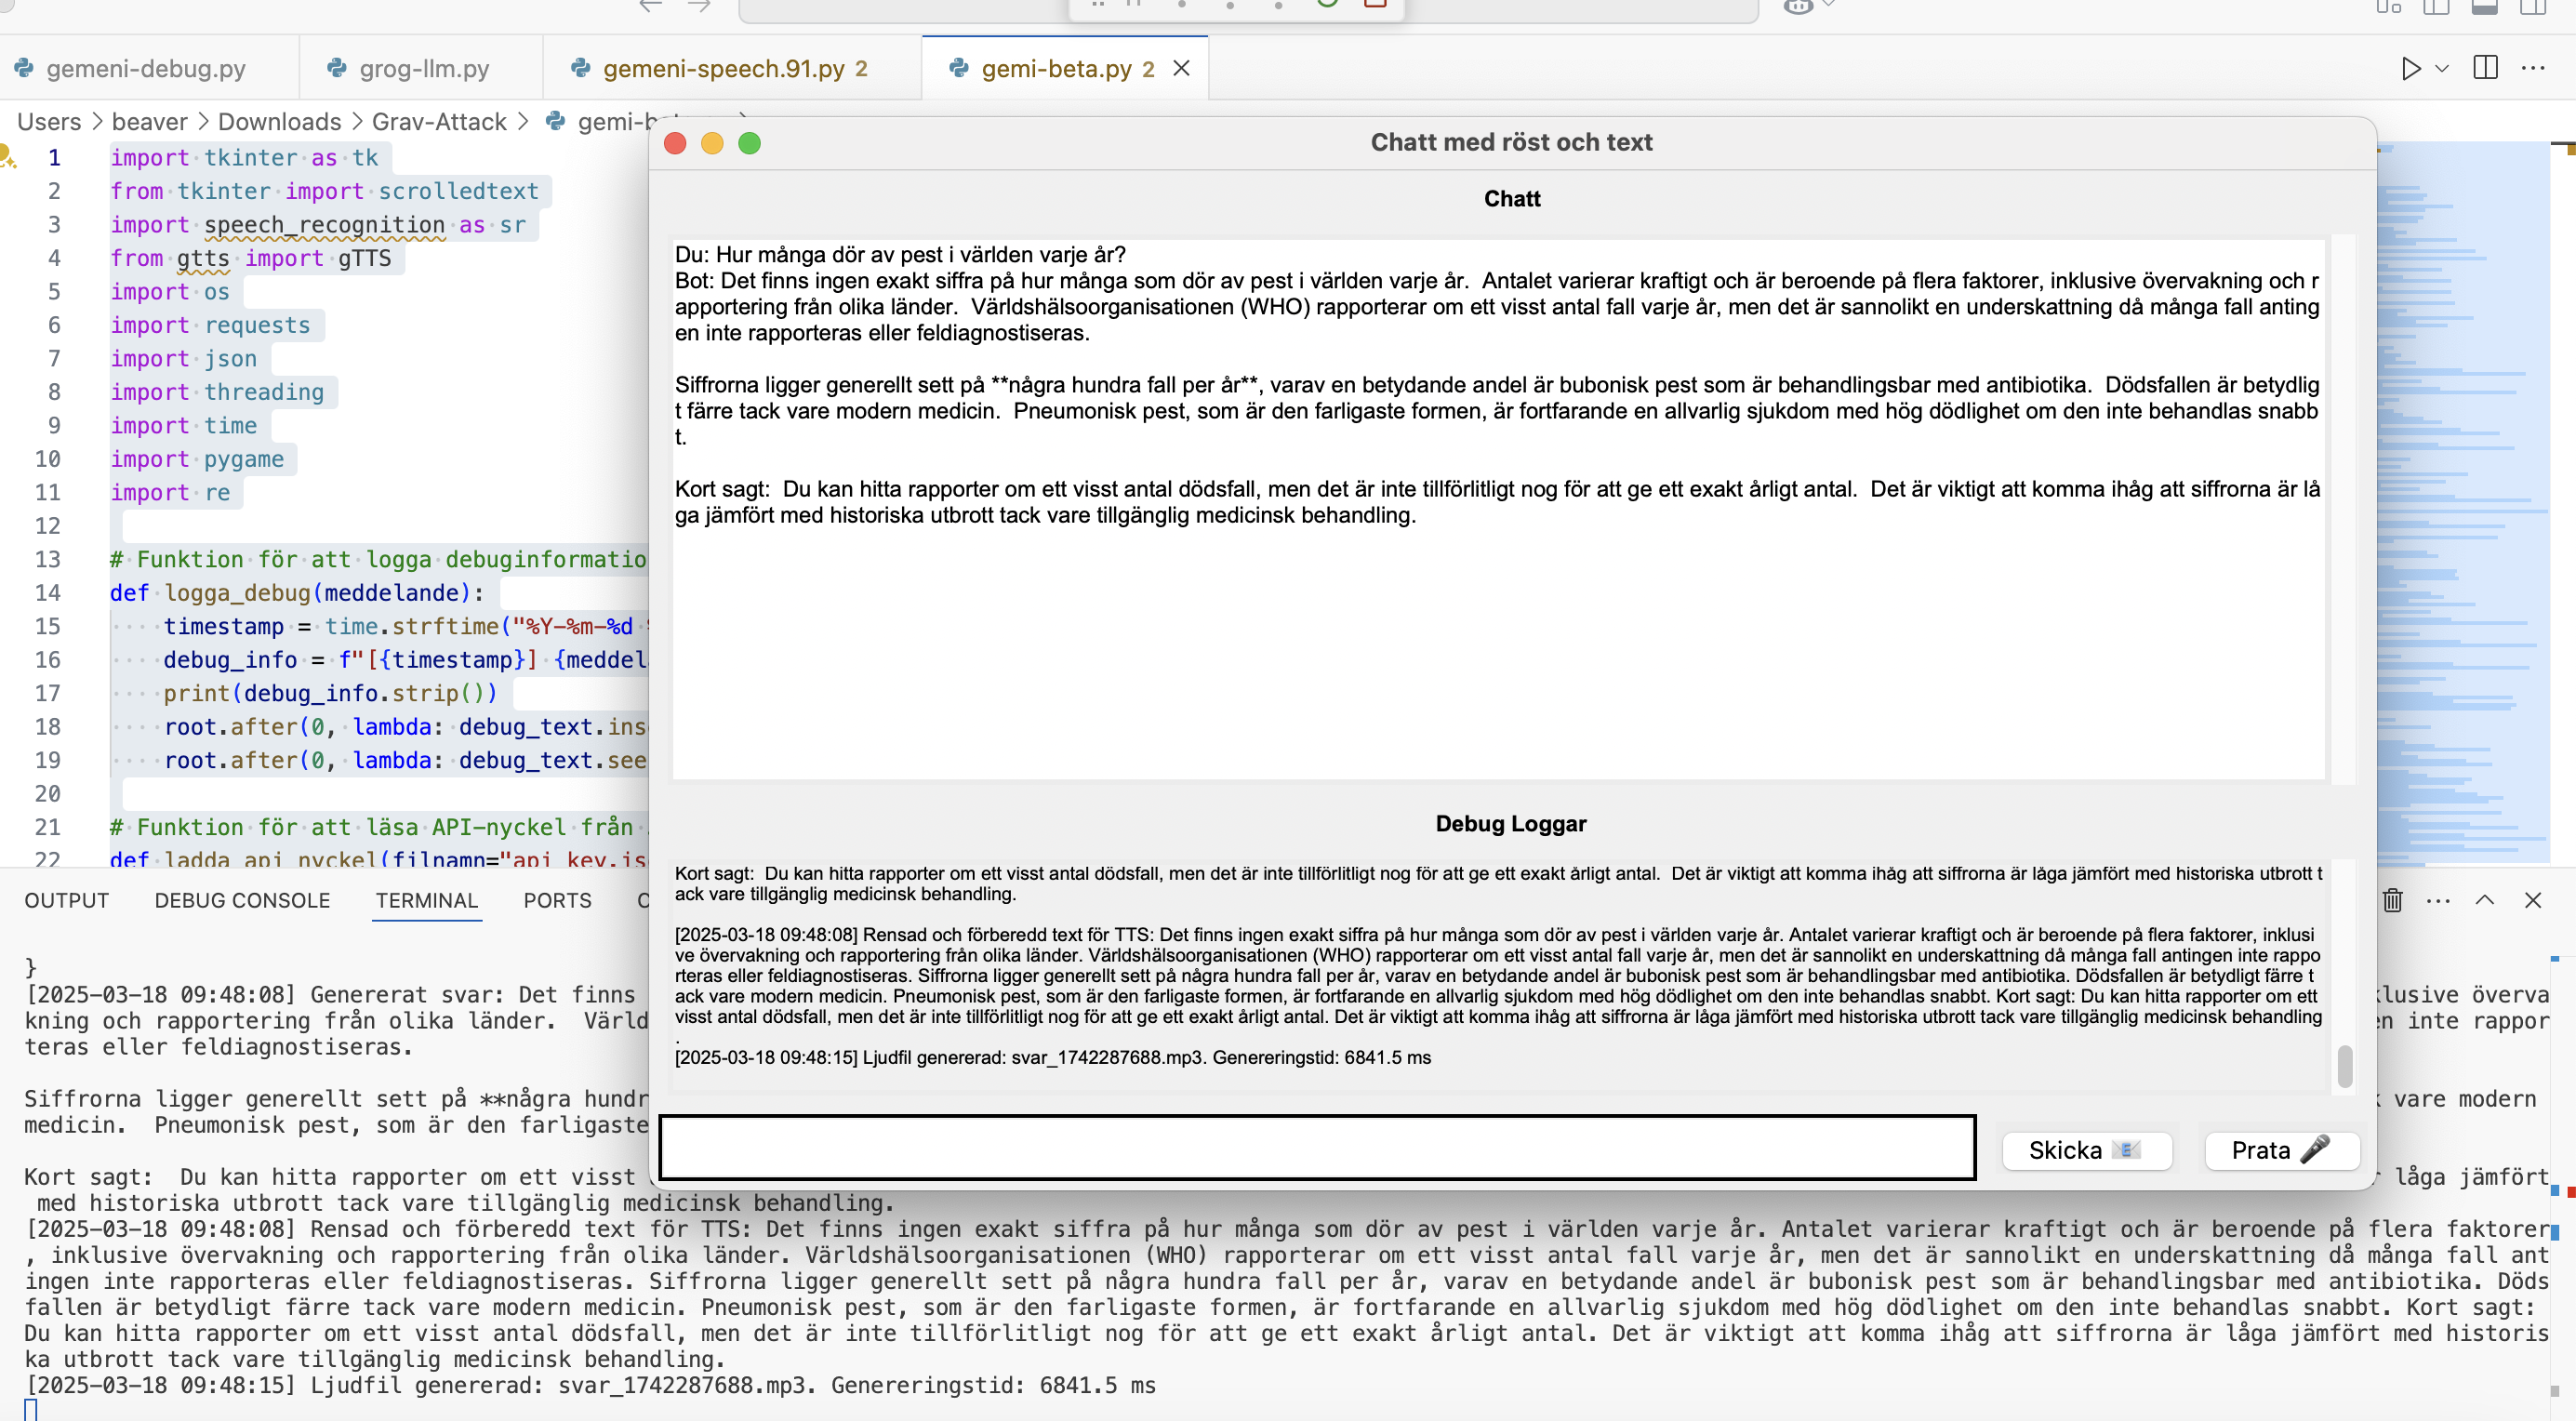 gemeni-debug.py
grog-llm.py
gemeni-speech.91.py 2
gemi-beta.py 2
Users > beaver > Downloads > Grav-Attack >
1 import tkinter as tk
2 from tkinter import scrolledtext
3 import speech_recognition as sr
4 from gtts import gTTS
5 import os
6 import requests
7 import json
8 import threading
9 import time
10 import pygame
11 import re
12
13 # Funktion för att logga debuginformatio
14 def logga_debug(meddelande):
15 timestamp = time.strftime("%Y-%m-%d
16 debug_info = f"[{timestamp}] {meddel
17 print(debug_info.strip())
18 root.after(0, lambda: debug_text.ins
19 root.after(0, lambda: debug_text.see
20
21 # Funktion för att läsa API-nyckel från
22 def ladda_api_nyckel(filnamn="api_key.js
Chatt med röst och text
Chatt
Du: Hur många dör av pest i världen varje år?
Bot: Det finns ingen exakt siffra på hur många som dör av pest i världen varje år.  Antalet varierar kraftigt och är beroende på flera faktorer, inklusive övervakning och r
apportering från olika länder.  Världshälsoorganisationen (WHO) rapporterar om ett visst antal fall varje år, men det är sannolikt en underskattning då många fall anting
en inte rapporteras eller feldiagnostiseras.
Siffrorna ligger generellt sett på **några hundra fall per år**, varav en betydande andel är bubonisk pest som är behandlingsbar med antibiotika.  Dödsfallen är betydlig
t färre tack vare modern medicin.  Pneumonisk pest, som är den farligaste formen, är fortfarande en allvarlig sjukdom med hög dödlighet om den inte behandlas snabb
t.
Kort sagt:  Du kan hitta rapporter om ett visst antal dödsfall, men det är inte tillförlitligt nog för att ge ett exakt årligt antal.  Det är viktigt att komma ihåg att siffrorna är lå
ga jämfört med historiska utbrott tack vare tillgänglig medicinsk behandling.
Debug Loggar
Kort sagt:  Du kan hitta rapporter om ett visst antal dödsfall, men det är inte tillförlitligt nog för att ge ett exakt årligt antal.  Det är viktigt att komma ihåg att siffrorna är låga jämfört med historiska utbrott t
ack vare tillgänglig medicinsk behandling.
[2025-03-18 09:48:08] Rensad och förberedd text för TTS: Det finns ingen exakt siffra på hur många som dör av pest i världen varje år. Antalet varierar kraftigt och är beroende på flera faktorer, inklusi
ve övervakning och rapportering från olika länder. Världshälsoorganisationen (WHO) rapporterar om ett visst antal fall varje år, men det är sannolikt en underskattning då många fall antingen inte rappo
rteras eller feldiagnostiseras. Siffrorna ligger generellt sett på några hundra fall per år, varav en betydande andel är bubonisk pest som är behandlingsbar med antibiotika. Dödsfallen är betydligt färre t
ack vare modern medicin. Pneumonisk pest, som är den farligaste formen, är fortfarande en allvarlig sjukdom med hög dödlighet om den inte behandlas snabbt. Kort sagt: Du kan hitta rapporter om ett
visst antal dödsfall, men det är inte tillförlitligt nog för att ge ett exakt årligt antal. Det är viktigt att komma ihåg att siffrorna är låga jämfört med historiska utbrott tack vare tillgänglig medicinsk behandling
.
[2025-03-18 09:48:15] Ljudfil genererad: svar_1742287688.mp3. Genereringstid: 6841.5 ms
Skicka
Prata
OUTPUT DEBUG CONSOLE TERMINAL PORTS
}
[2025-03-18 09:48:08] Genererat svar: Det finns klusive överva
kning och rapportering från olika länder.  Värld en inte rappor
teras eller feldiagnostiseras.
Siffrorna ligger generellt sett på **några hundr vare modern
medicin.  Pneumonisk pest, som är den farligaste
Kort sagt:  Du kan hitta rapporter om ett visst r låga jämfört
med historiska utbrott tack vare tillgänglig medicinsk behandling.
[2025-03-18 09:48:08] Rensad och förberedd text för TTS: Det finns ingen exakt siffra på hur många som dör av pest i världen varje år. Antalet varierar kraftigt och är beroende på flera faktorer
, inklusive övervakning och rapportering från olika länder. Världshälsoorganisationen (WHO) rapporterar om ett visst antal fall varje år, men det är sannolikt en underskattning då många fall ant
ingen inte rapporteras eller feldiagnostiseras. Siffrorna ligger generellt sett på några hundra fall per år, varav en betydande andel är bubonisk pest som är behandlingsbar med antibiotika. Döds
fallen är betydligt färre tack vare modern medicin. Pneumonisk pest, som är den farligaste formen, är fortfarande en allvarlig sjukdom med hög dödlighet om den inte behandlas snabbt. Kort sagt:
Du kan hitta rapporter om ett visst antal dödsfall, men det är inte tillförlitligt nog för att ge ett exakt årligt antal. Det är viktigt att komma ihåg att siffrorna är låga jämfört med historis
ka utbrott tack vare tillgänglig medicinsk behandling.
[2025-03-18 09:48:15] Ljudfil genererad: svar_1742287688.mp3. Genereringstid: 6841.5 ms